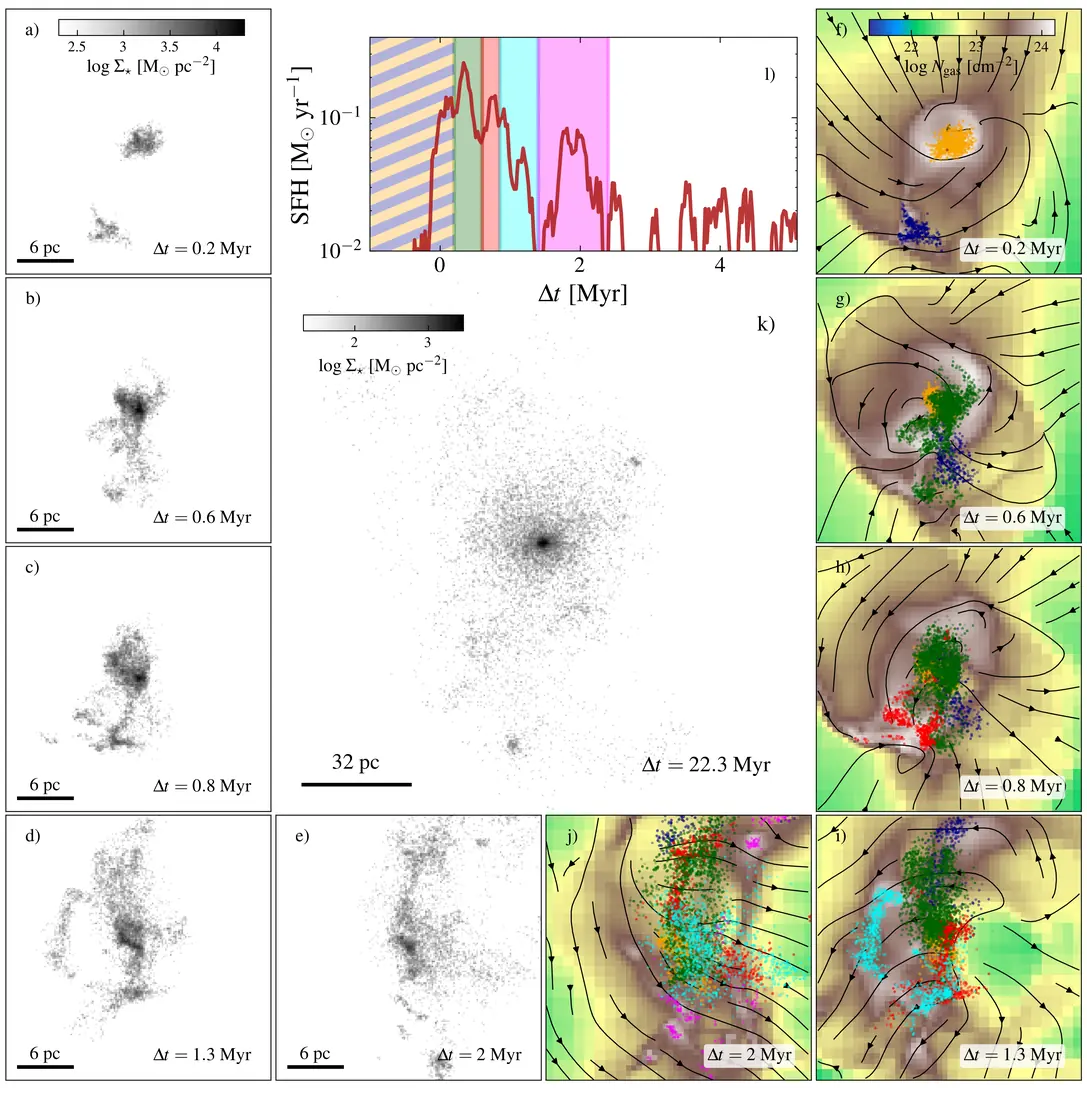 a)
2.5 3 3.5 4
log Σ⋆ [M⊙ pc−2]
6 pc
Δt = 0.2 Myr
b)
6 pc
Δt = 0.6 Myr
c)
6 pc
Δt = 0.8 Myr
d)
6 pc
Δt = 1.3 Myr
e)
6 pc
Δt = 2 Myr
l)
SFH [M⊙ yr−1]
10−1
10−2
0 2 4
Δt [Myr]
k)
2 3
log Σ⋆ [M⊙ pc−2]
32 pc
Δt = 22.3 Myr
f)
22 23 24
log Ngas [cm−2]
Δt = 0.2 Myr
g)
Δt = 0.6 Myr
h)
Δt = 0.8 Myr
j)
Δt = 2 Myr
i)
Δt = 1.3 Myr